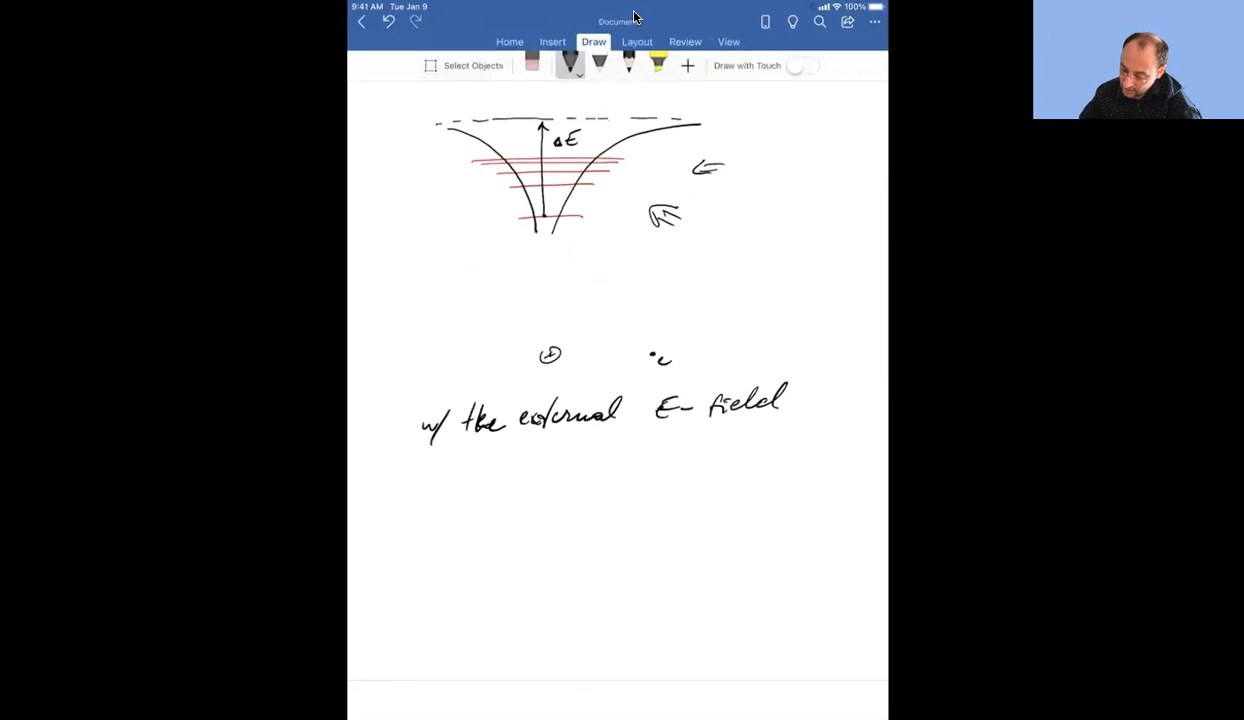 9:41 AM Tue Jan 9
100%
Home Insert Draw Layout Review View
Select Objects
Draw with Touch
ΔE
+ e
w/ the external E- field